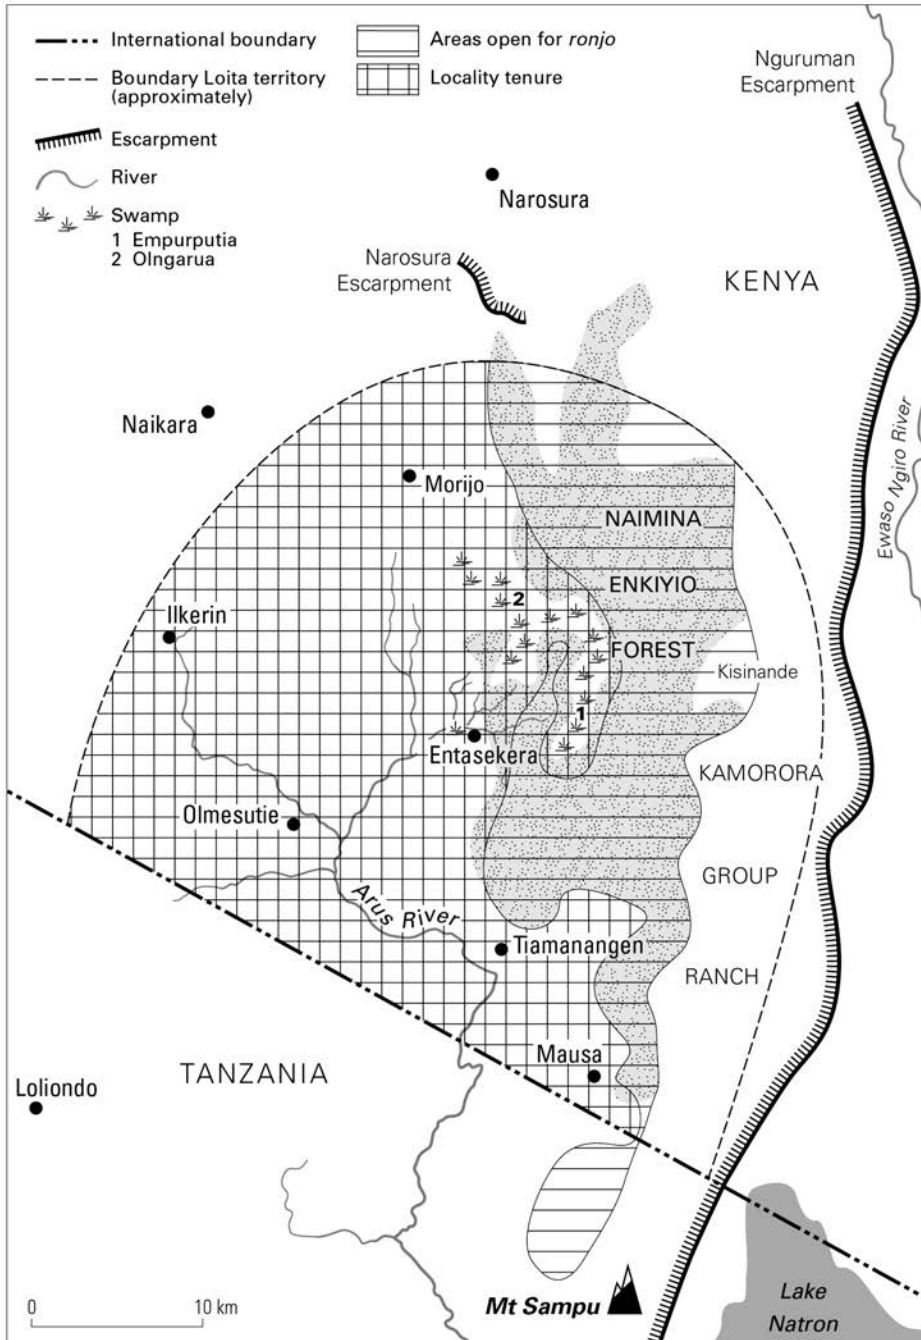 International boundary
Boundary Loita territory
(approximately)
Escarpment
River
Swamp
1 Empurputia
2 Olngarua
Areas open for ronjo
Locality tenure
Nguruman
Escarpment
Narosura
Narosura
Escarpment
KENYA
Naikara
Ewaso Ngiro River
Morijo
NAIMINA
ENKIYIO
FOREST
2
Ilkerin
Kisinande
1
Entasekera
KAMORORA
GROUP
RANCH
Olmesutie
Arus River
Tiamanangen
Mausa
TANZANIA
Loliondo
0 10 km
Mt Sampu
Lake
Natron